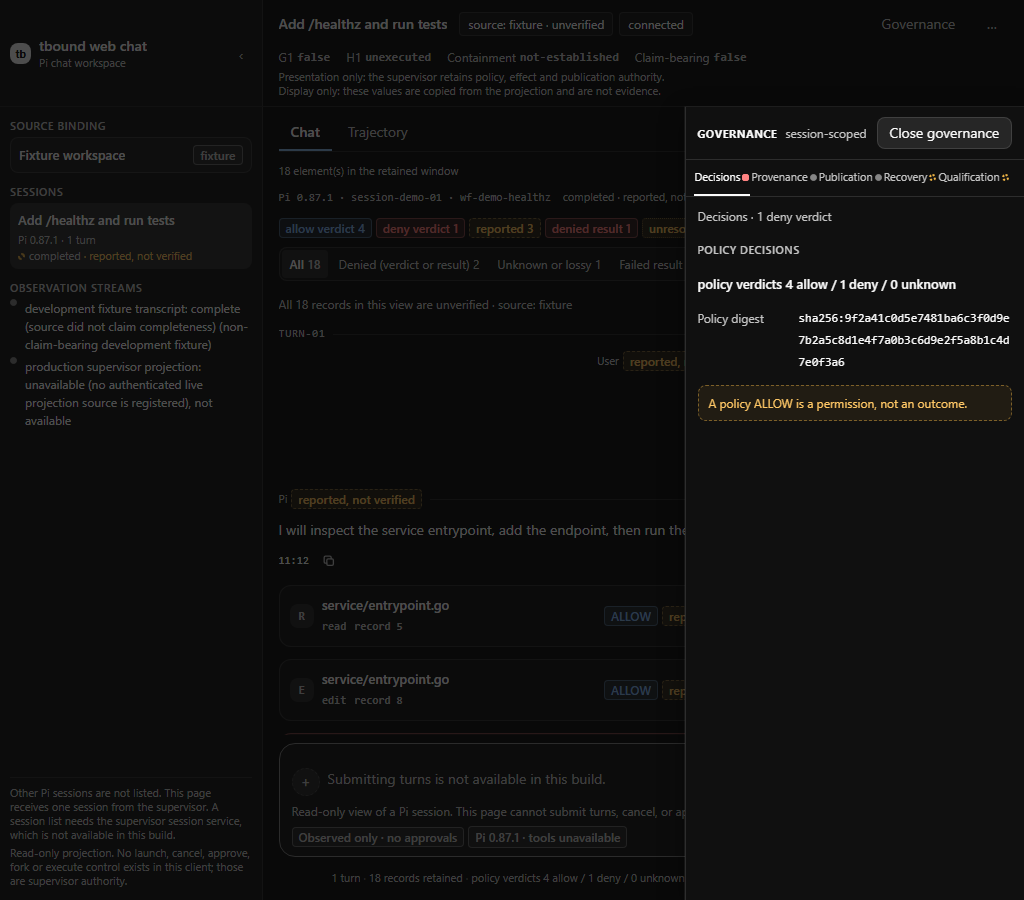 tb
tbound web chat
Pi chat workspace
SOURCE BINDING
Fixture workspace
fixture
SESSIONS
Add /healthz and run tests
Pi 0.87.1 · 1 turn
completed · reported, not verified
OBSERVATION STREAMS
development fixture transcript: complete
(source did not claim completeness) (non-
claim-bearing development fixture)
production supervisor projection:
unavailable (no authenticated live
projection source is registered), not
available
Other Pi sessions are not listed. This page
receives one session from the supervisor. A
session list needs the supervisor session service,
which is not available in this build.
Read-only projection. No launch, cancel, approve,
fork or execute control exists in this client; those
are supervisor authority.
Add /healthz and run tests
source: fixture · unverified
connected
Governance
...
G1 false H1 unexecuted Containment not-established Claim-bearing false
Presentation only: the supervisor retains policy, effect and publication authority.
Display only: these values are copied from the projection and are not evidence.
Chat
Trajectory
18 element(s) in the retained window
Pi 0.87.1 · session-demo-01 · wf-demo-healthz completed · reported, not
allow verdict 4
deny verdict 1
reported 3
denied result 1
unreso
All 18
Denied (verdict or result) 2
Unknown or lossy 1
Failed result
All 18 records in this view are unverified · source: fixture
TURN-01
User
reported,
Pi
reported, not verified
I will inspect the service entrypoint, add the endpoint, then run the
11:12
R
service/entrypoint.go
read record 5
ALLOW
rep
E
service/entrypoint.go
edit record 8
ALLOW
rep
+
Submitting turns is not available in this build.
Read-only view of a Pi session. This page cannot submit turns, cancel, or ap
Observed only · no approvals
Pi 0.87.1 · tools unavailable
1 turn · 18 records retained · policy verdicts 4 allow / 1 deny / 0 unknown
GOVERNANCE
session-scoped
Close governance
Decisions
Provenance
Publication
Recovery
Qualification
Decisions · 1 deny verdict
POLICY DECISIONS
policy verdicts 4 allow / 1 deny / 0 unknown
Policy digest
sha256:9f2a41c0d5e7481ba6c3f0d9e
7b2a5c8d1e4f7a0b3c6d9e2f5a8b1c4d
7e0f3a6
A policy ALLOW is a permission, not an outcome.